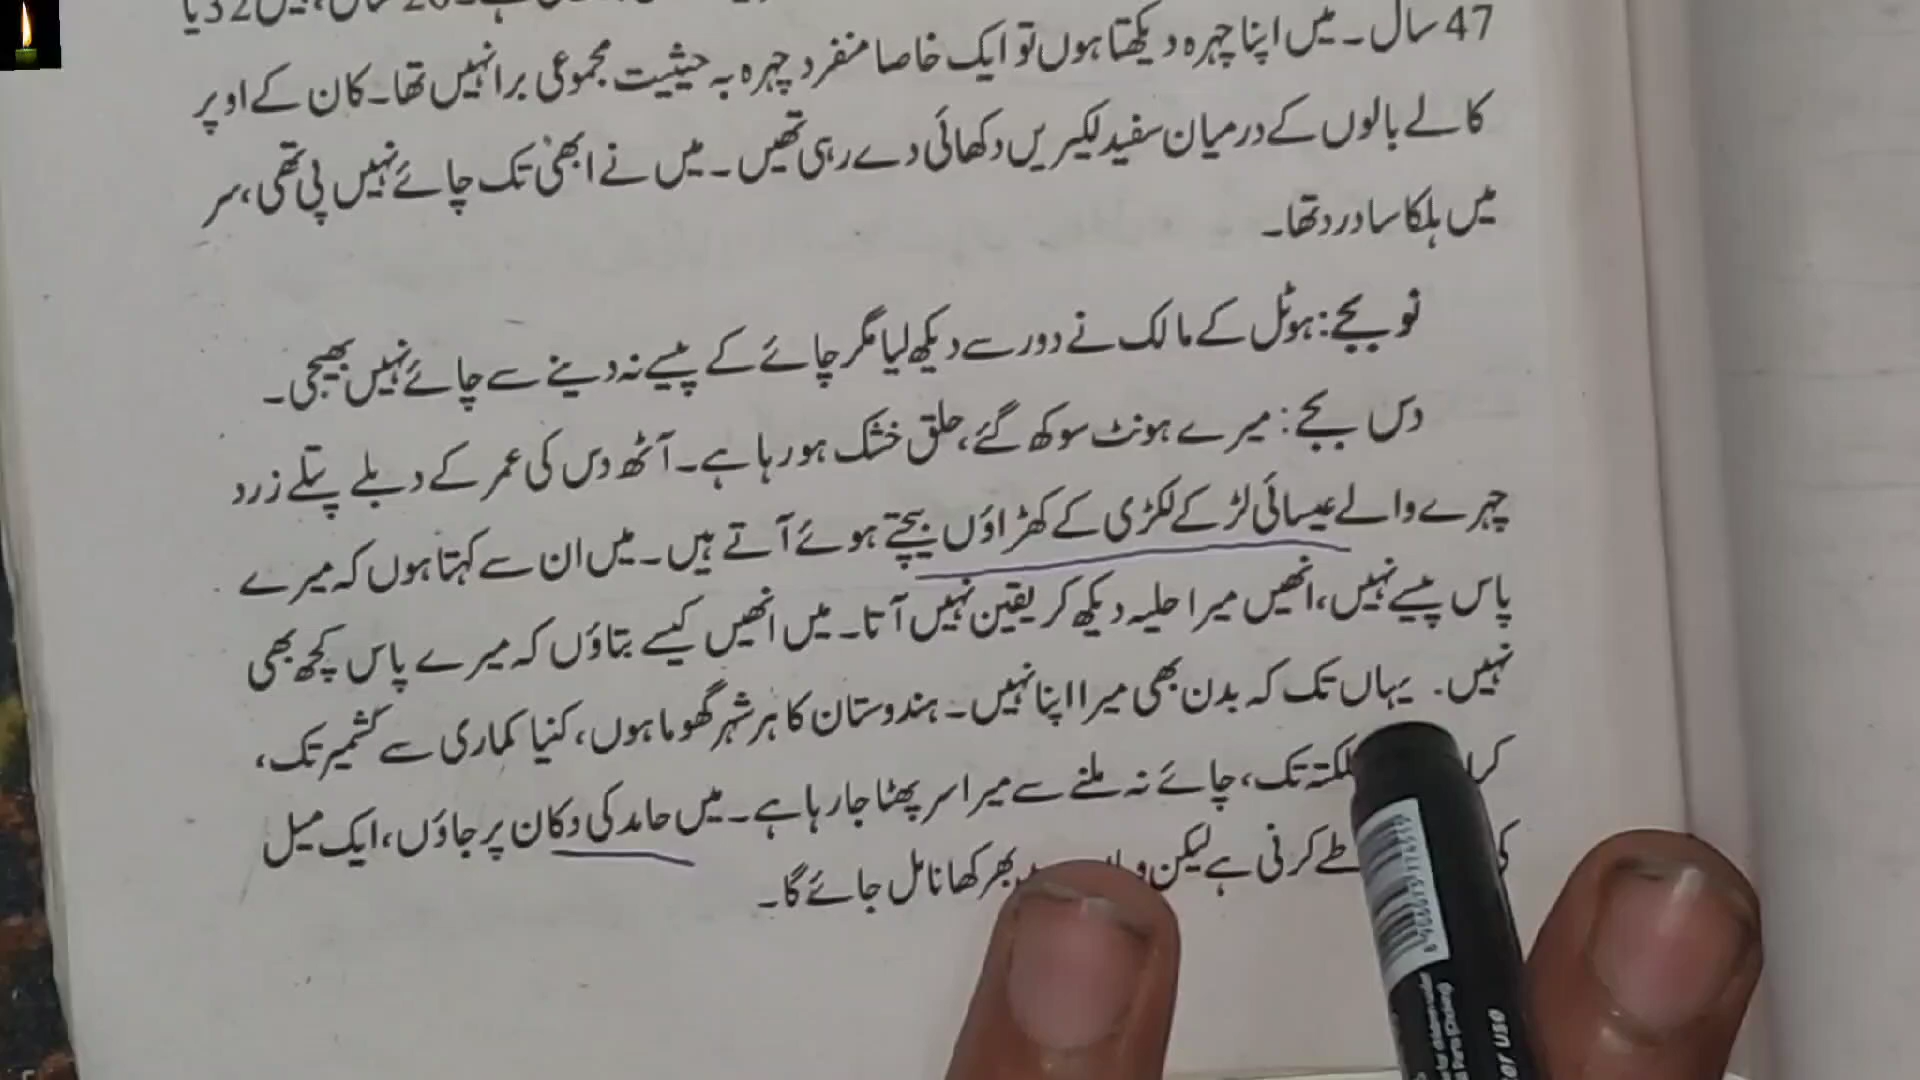 47 سال۔ میں اپنا چہرہ دیکھتا ہوں تو ایک خاصا منفرد چہرہ بہ حیثیت مجموعی برا نہیں تھا۔ کان کے اوپر
کالے بالوں کے درمیان سفید لکیریں دکھائی دے رہی تھیں۔ میں نے ابھی تک چائے نہیں پی تھی، سر
میں ہلکا سا درد تھا۔
نو بجے: ہوٹل کے مالک نے دور سے دیکھ لیا مگر چائے کے پیسے نہ دینے سے چائے نہیں بھیجی۔
دس بجے: میرے ہونٹ سوکھ گئے، حلق خشک ہو رہا ہے۔ آٹھ دس کی عمر کے دبلے پتلے زرد
چہرے والے عیسائی لڑکے لکڑی کے کھڑاؤں بیچتے ہوئے آتے ہیں۔ میں ان سے کہتا ہوں کہ میرے
پاس پیسے نہیں، انھیں میرا حلیہ دیکھ کر یقین نہیں آتا۔ میں انھیں کیسے بتاؤں کہ میرے پاس کچھ بھی
نہیں۔ یہاں تک کہ بدن بھی میرا اپنا نہیں۔ ہندوستان کا ہر شہر گھوما ہوں، کنیا کماری سے کشمیر تک،
تک، چائے نہ ملنے سے میرا سر پھٹا جا رہا ہے۔ میں حامد کی دکان پر جاؤں، ایک میل
طے کرنی ہے لیکن بھر کھانا مل جائے گا۔